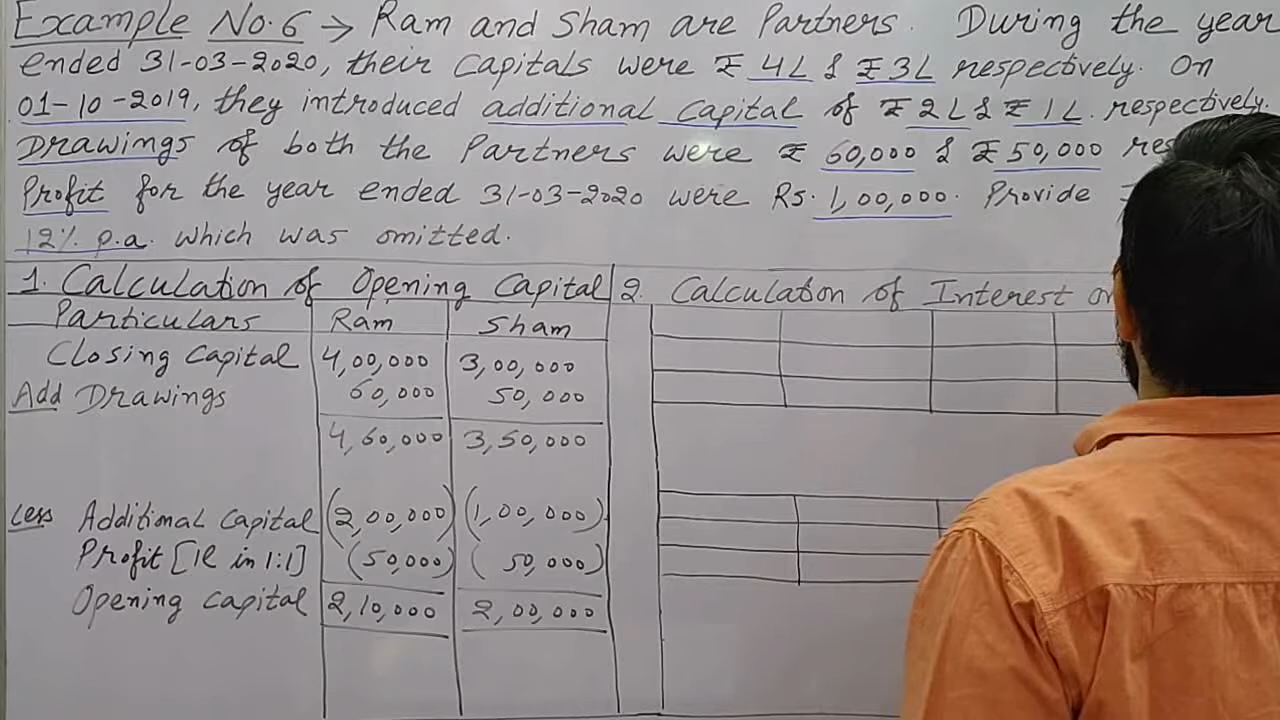 Example No.6 → Ram and Sham are Partners. During the year
ended 31-03-2020, their Capitals were ₹ 4L & ₹ 3L respectively. On
01-10-2019, they introduced additional Capital of ₹ 2L & ₹ 1L. respectively.
Drawings of both the Partners were ₹ 60,000 & ₹ 50,000 res
Profit for the year ended 31-03-2020 were Rs. 1,00,000. Provide
12% p.a. which was omitted.
1. Calculation of Opening Capital
Particulars Ram Sham
Closing Capital 4,00,000 3,00,000
Add Drawings 60,000 50,000
4,60,000 3,50,000
Less Additional Capital (2,00,000) (1,00,000)
Profit [1L in 1:1] (50,000) (50,000)
Opening Capital 2,10,000 2,00,000
2. Calculation of Interest on